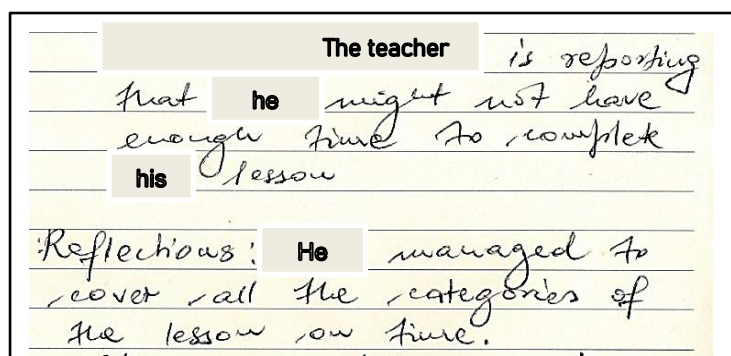 The teacher is reporting
that he might not have
enough time to complete
his lesson
Reflections: He managed to
cover all the categories of
the lesson on time.